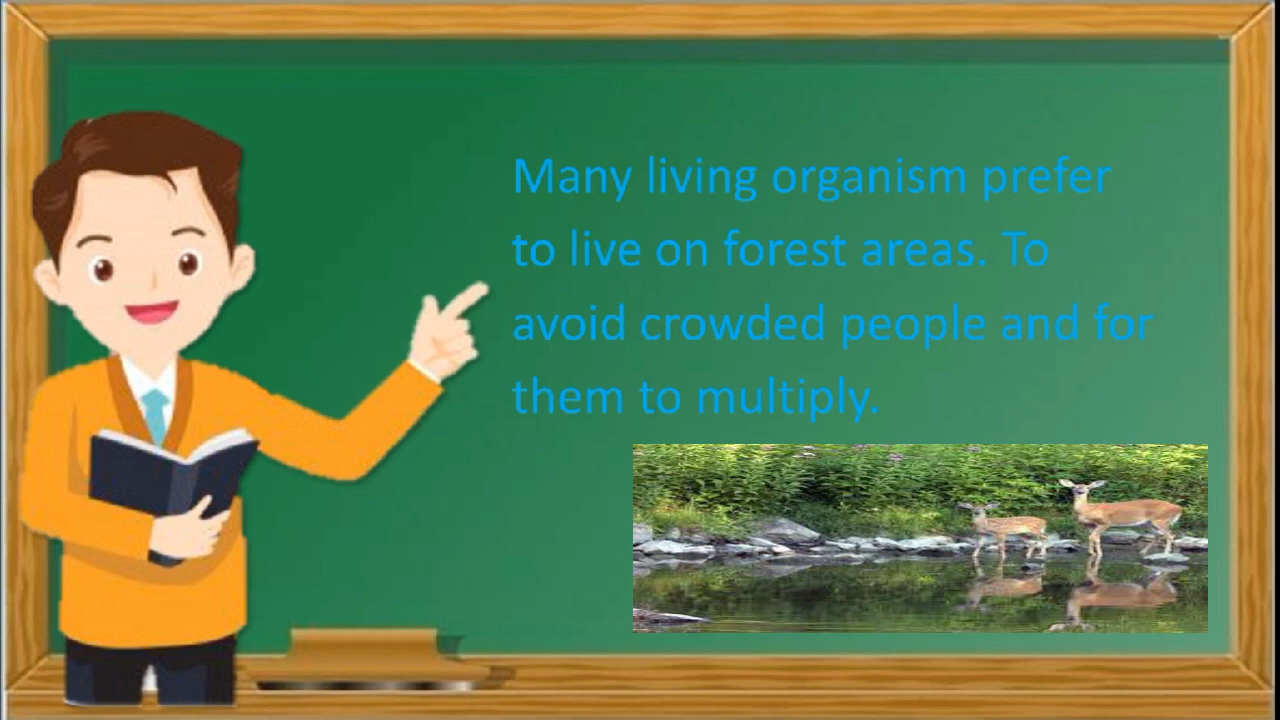 Many living organism prefer
to live on forest areas. To
avoid crowded people and for
them to multiply.